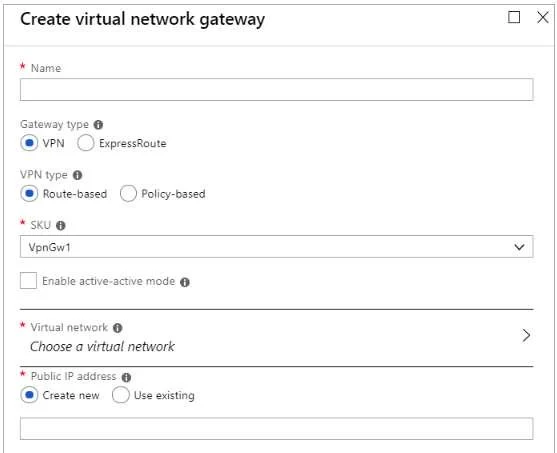 Create virtual network gateway
* Name
Gateway type
VPN ExpressRoute
VPN type
Route-based Policy-based
* SKU
VpnGw1
Enable active-active mode
* Virtual network
Choose a virtual network
* Public IP address
Create new Use existing